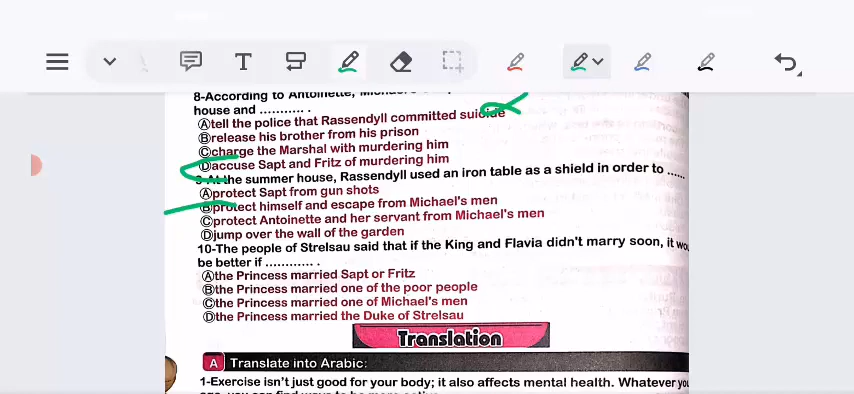 T
8-According to Antoinette,
house and ........... .
Ⓐtell the police that Rassendyll committed suicide
Ⓑrelease his brother from his prison
Ⓒcharge the Marshal with murdering him
Ⓓaccuse Sapt and Fritz of murdering him
9-At the summer house, Rassendyll used an iron table as a shield in order to ......
Ⓐprotect Sapt from gun shots
Ⓑprotect himself and escape from Michael's men
Ⓒprotect Antoinette and her servant from Michael's men
Ⓓjump over the wall of the garden
10-The people of Strelsau said that if the King and Flavia didn't marry soon, it wou
be better if ............ .
Ⓐthe Princess married Sapt or Fritz
Ⓑthe Princess married one of the poor people
Ⓒthe Princess married one of Michael's men
Ⓓthe Princess married the Duke of Strelsau
Translation
A Translate into Arabic:
1-Exercise isn't just good for your body; it also affects mental health. Whatever you